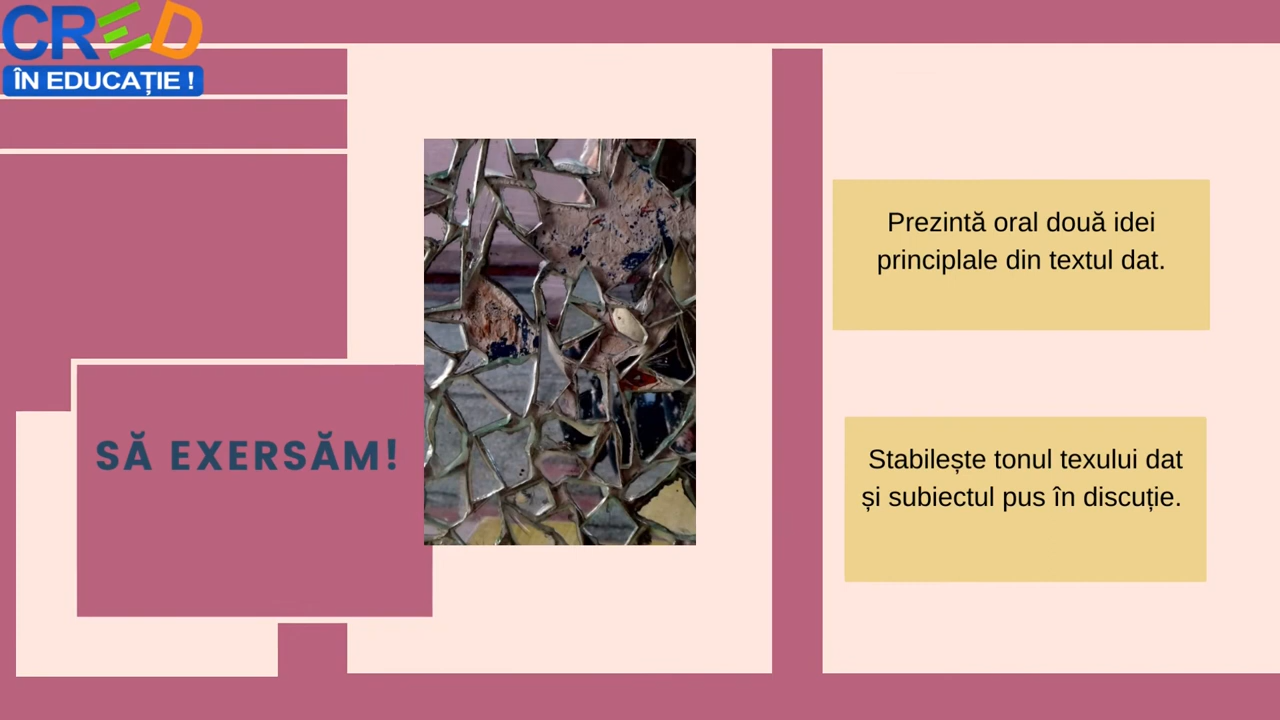 CRED
ÎN EDUCAȚIE !
SĂ EXERSĂM!
Prezintă oral două idei
principlale din textul dat.
Stabilește tonul texului dat
și subiectul pus în discuție.